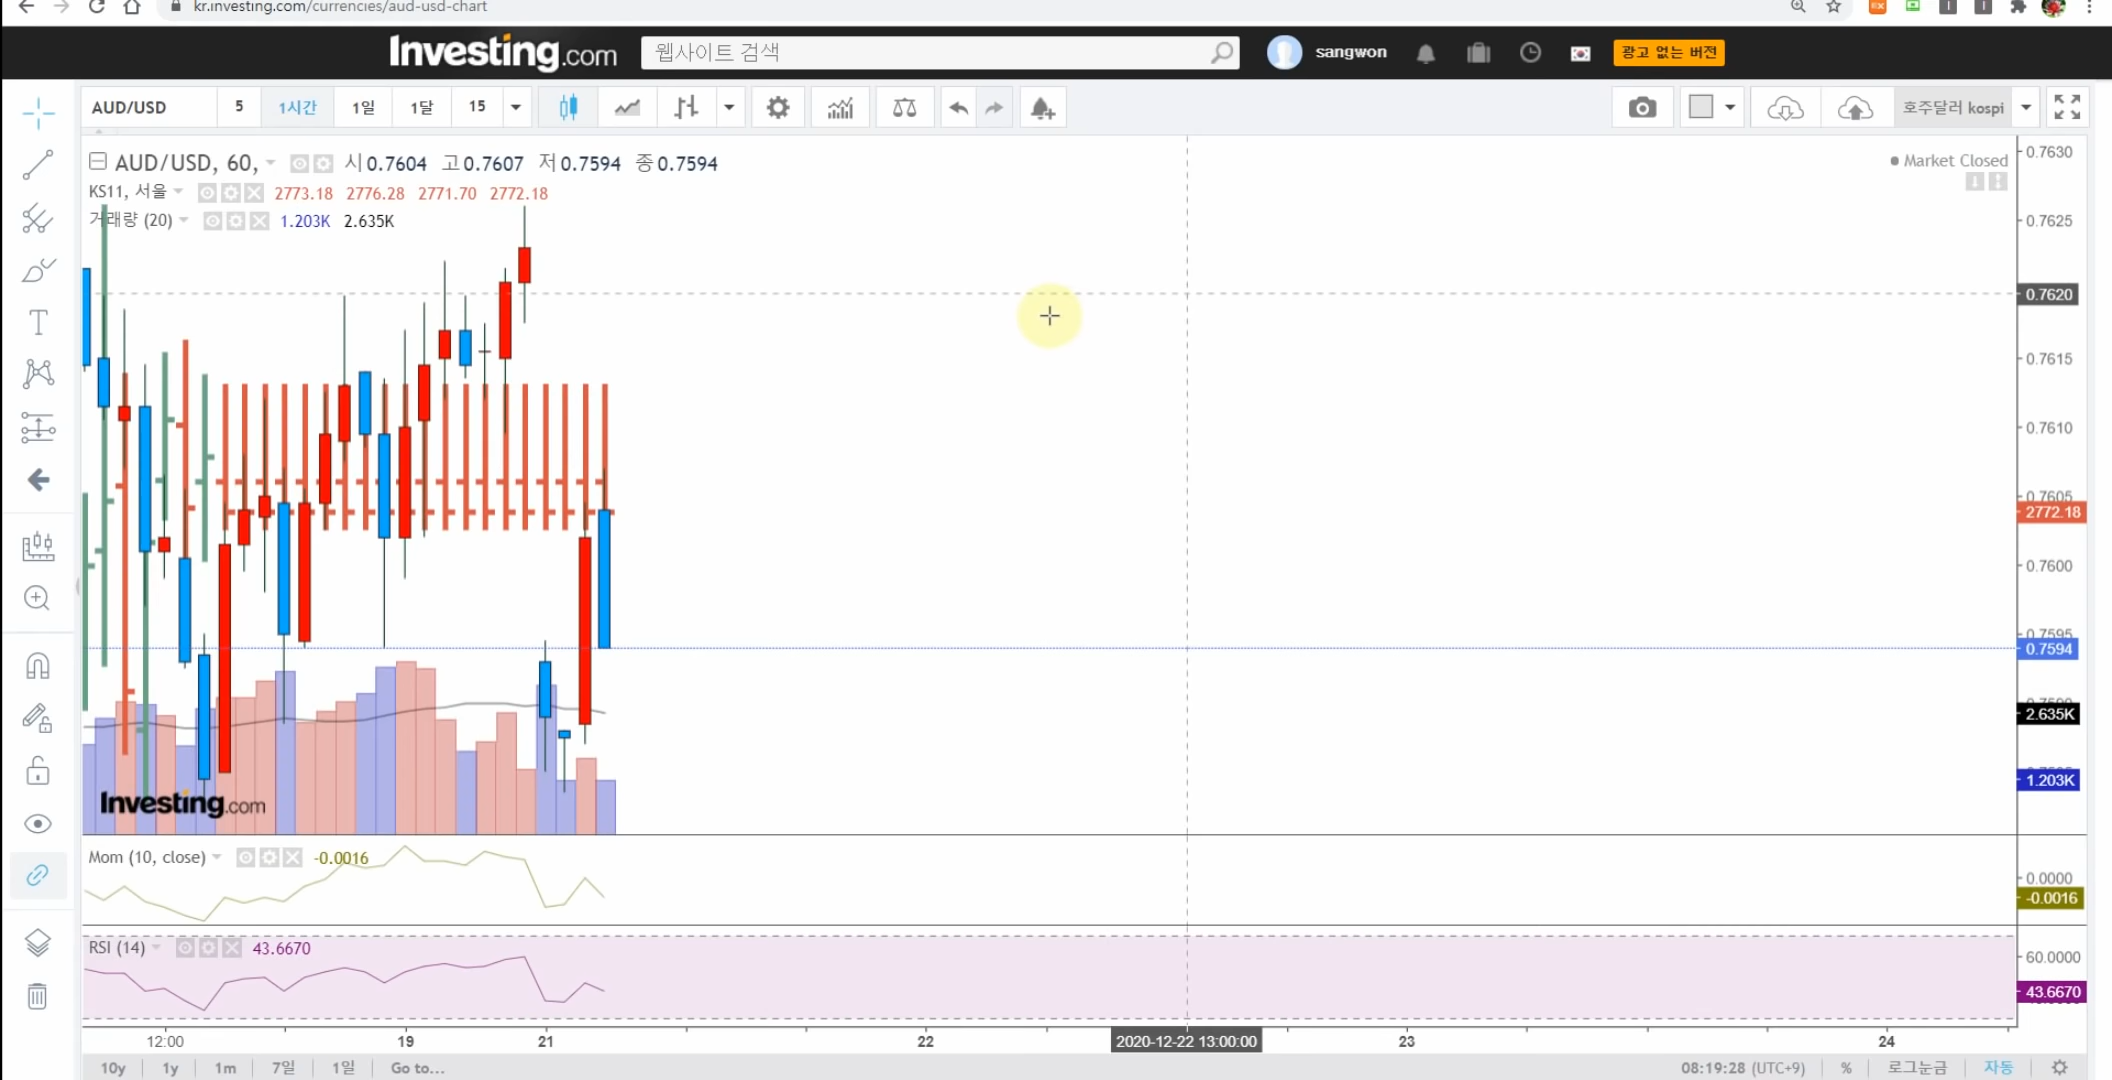 kr.investing.com/currencies/aud-usd-chart
Investing.com 웹사이트 검색 sangwon 광고 없는 버전
AUD/USD 5 1시간 1일 1달 15 호주달러 kospi
AUD/USD, 60, 시0.7604 고0.7607 저0.7594 종0.7594
Market Closed
KS11, 서울 2773.18 2776.28 2771.70 2772.18
거래량 (20) 1.203K 2.635K
0.7630
0.7625
0.7620
0.7615
0.7610
0.7605
2772.18
0.7600
0.7595
0.7594
2.635K
1.203K
Investing.com
Mom (10, close) -0.0016
0.0000
-0.0016
RSI (14) 43.6670
60.0000
43.6670
12:00 19 21 22 2020-12-22 13:00:00 23 24
10y 1y 1m 7일 1일 Go to... 08:19:28 (UTC+9) % 로그눈금 자동